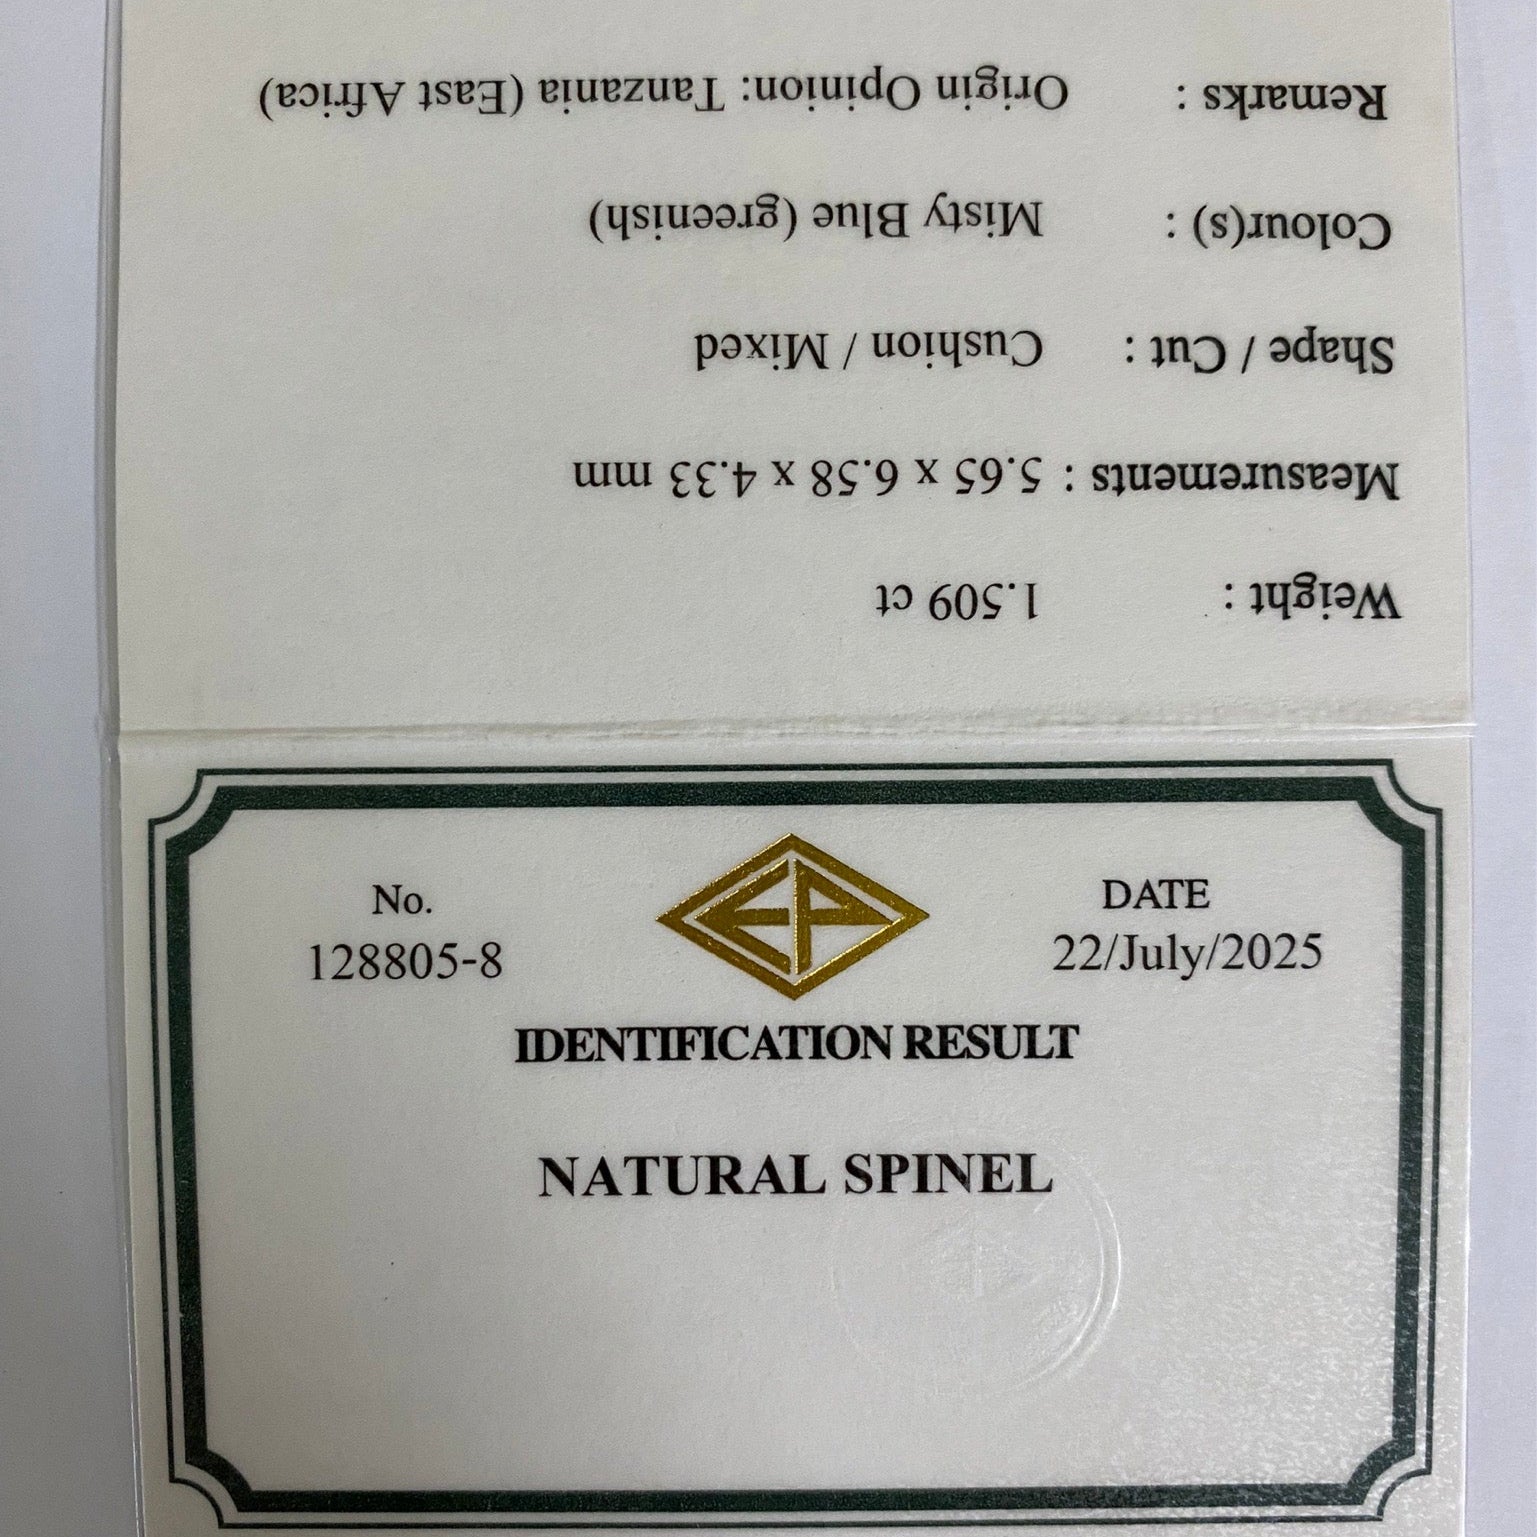 No.
128805-8
EP
DATE
22/July/2025
IDENTIFICATION RESULT
NATURAL SPINEL
Weight : 1.509 ct
Measurements : 5.65 x 6.58 x 4.33 mm
Shape / Cut : Cushion / Mixed
Colour(s) : Misty Blue (greenish)
Remarks : Origin Opinion: Tanzania (East Africa)